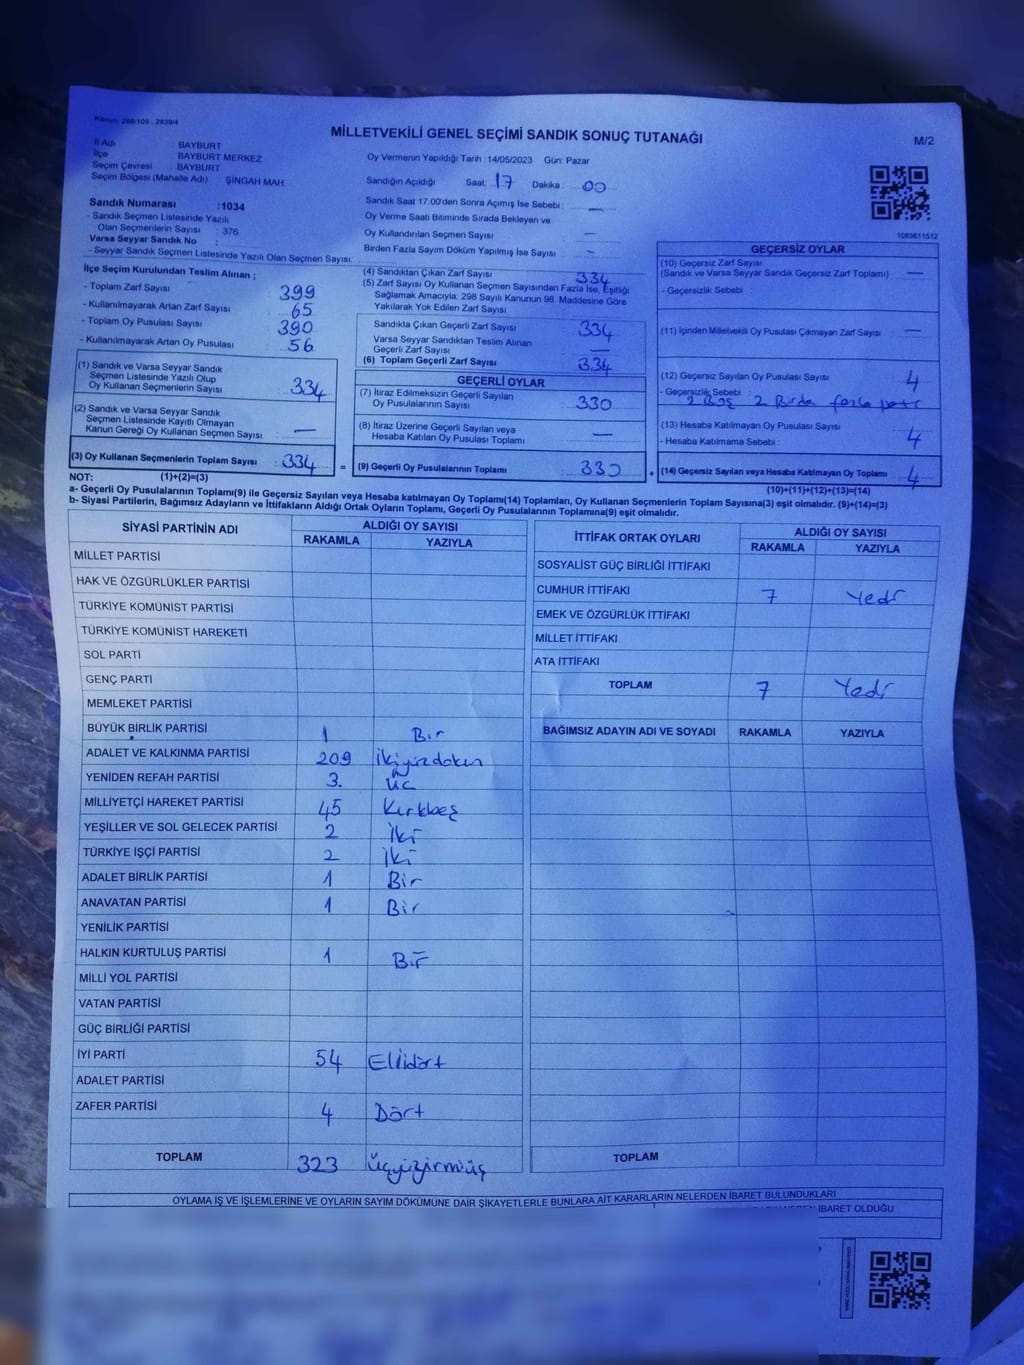 Kanun: 298/105 , 2839/4
MİLLETVEKİLİ GENEL SEÇİMİ SANDIK SONUÇ TUTANAĞI
M/2
İl Adı : BAYBURT
İlçe : BAYBURT MERKEZ
Seçim Çevresi : BAYBURT
Seçim Bölgesi (Mahalle Adı) : ŞİNGAH MAH.
Oy Vermenin Yapıldığı Tarih :14/05/2023 Gün: Pazar
Sandığın Açıldığı Saat: 17 Dakika : 00
Sandık Saat 17.00'den Sonra Açımış İse Sebebi : —
Oy Verme Saati Bitiminde Sırada Bekleyen ve
Oy Kullandırılan Seçmen Sayısı —
Birden Fazla Sayım Döküm Yapılmış İse Sayısı —
Sandık Numarası :1034
- Sandık Seçmen Listesinde Yazılı
Olan Seçmenlerin Sayısı : 376
Varsa Seyyar Sandık No :
- Seyyar Sandık Seçmen Listesinde Yazılı Olan Seçmen Sayısı:
1083611512
İlçe Seçim Kurulundan Teslim Alınan ;
- Toplam Zarf Sayısı 399
- Kullanılmayarak Artan Zarf Sayısı 65
- Toplam Oy Pusulası Sayısı 390
- Kullanılmayarak Artan Oy Pusulası 56
(1) Sandık ve Varsa Seyyar Sandık
Seçmen Listesinde Yazılı Olup
Oy Kullanan Seçmenlerin Sayısı 334
(2) Sandık ve Varsa Seyyar Sandık
Seçmen Listesinde Kayıtlı Olmayan
Kanun Gereği Oy Kullanan Seçmen Sayısı —
(3) Oy Kullanan Seçmenlerin Toplam Sayısı : 334
(4) Sandıktan Çıkan Zarf Sayısı 334
(5) Zarf Sayısı Oy Kullanan Seçmen Sayısından Fazla İse, Eşitliği
Sağlamak Amacıyla; 298 Sayılı Kanunun 98. Maddesine Göre
Yakılarak Yok Edilen Zarf Sayısı
Sandıkta Çıkan Geçerli Zarf Sayısı 334
Varsa Seyyar Sandıktan Teslim Alınan
Geçerli Zarf Sayısı —
(6) Toplam Geçerli Zarf Sayısı 334
GEÇERLİ OYLAR
(7) İtiraz Edilmeksizin Geçerli Sayılan
Oy Pusulalarının Sayısı 330
(8) İtiraz Üzerine Geçerli Sayılan veya
Hesaba Katılan Oy Pusulası Toplamı —
= (9) Geçerli Oy Pusulalarının Toplamı : 330
GEÇERSİZ OYLAR
(10) Geçersiz Zarf Sayısı
(Sandık ve Varsa Seyyar Sandık Geçersiz Zarf Toplamı) : —
- Geçersizlik Sebebi :
(11) İçinden Milletvekili Oy Pusulası Çıkmayan Zarf Sayısı : —
(12) Geçersiz Sayılan Oy Pusulası Sayısı : 4
- Geçersizlik Sebebi : 2 Boş 2 Birden fazla parti
(13) Hesaba Katılmayan Oy Pusulası Sayısı :
- Hesaba Katılmama Sebebi : 4
+ (14) Geçersiz Sayılan veya Hesaba Katılmayan Oy Toplamı : 4
NOT: (1)+(2)=(3)
(10)+(11)+(12)+(13)=(14)
a- Geçerli Oy Pusulalarının Toplamı(9) ile Geçersiz Sayılan veya Hesaba katılmayan Oy Toplamı(14) Toplamları, Oy Kullanan Seçmenlerin Toplam Sayısına(3) eşit olmalıdır. (9)+(14)=(3)
b- Siyasi Partilerin, Bağımsız Adayların ve İttifakların Aldığı Ortak Oyların Toplamı, Geçerli Oy Pusulalarının Toplamına(9) eşit olmalıdır.
SİYASİ PARTİNİN ADI ALDIĞI OY SAYISI
RAKAMLA YAZIYLA
MİLLET PARTİSİ
HAK VE ÖZGÜRLÜKLER PARTİSİ
TÜRKİYE KOMÜNİST PARTİSİ
TÜRKİYE KOMÜNİST HAREKETİ
SOL PARTİ
GENÇ PARTİ
MEMLEKET PARTİSİ
BÜYÜK BİRLİK PARTİSİ 1 Bir
ADALET VE KALKINMA PARTİSİ 209 İkiyüzdokuz
YENİDEN REFAH PARTİSİ 3. Üç
MİLLİYETÇİ HAREKET PARTİSİ 45 Kırkbeş
YEŞİLLER VE SOL GELECEK PARTİSİ 2 İki
TÜRKİYE İŞÇİ PARTİSİ 2 İki
ADALET BİRLİK PARTİSİ 1 Bir
ANAVATAN PARTİSİ 1 Bir
YENİLİK PARTİSİ
HALKIN KURTULUŞ PARTİSİ 1 Bir
MİLLİ YOL PARTİSİ
VATAN PARTİSİ
GÜÇ BİRLİĞİ PARTİSİ
İYİ PARTİ 54 Ellidört
ADALET PARTİSİ
ZAFER PARTİSİ 4 Dört
TOPLAM 323 Üçyüzyirmiüç
İTTİFAK ORTAK OYLARI ALDIĞI OY SAYISI
RAKAMLA YAZIYLA
SOSYALİST GÜÇ BİRLİĞİ İTTİFAKI
CUMHUR İTTİFAKI 7 Yedi
EMEK VE ÖZGÜRLÜK İTTİFAKI
MİLLET İTTİFAKI
ATA İTTİFAKI
TOPLAM 7 Yedi
BAĞIMSIZ ADAYIN ADI VE SOYADI RAKAMLA YAZIYLA
TOPLAM
OYLAMA İŞ VE İŞLEMLERİNE VE OYLARIN SAYIM DÖKÜMÜNE DAİR ŞİKAYETLERLE BUNLARA AİT KARARLARIN NELERDEN İBARET BULUNDUKLARI
İBARET OLDUĞU